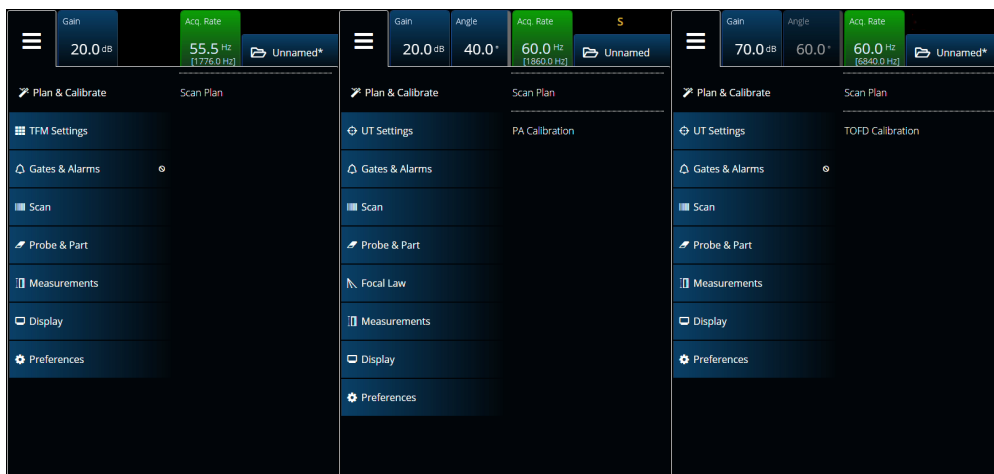 Gain
20.0 dB
Acq. Rate
55.5 Hz
[1776.0 Hz]
Unnamed*
Plan & Calibrate
Scan Plan
TFM Settings
Gates & Alarms
Scan
Probe & Part
Measurements
Display
Preferences
Gain
20.0 dB
Angle
40.0°
Acq. Rate
60.0 Hz
[1860.0 Hz]
S
Unnamed
Plan & Calibrate
Scan Plan
UT Settings
PA Calibration
Gates & Alarms
Scan
Probe & Part
Focal Law
Measurements
Display
Preferences
Gain
70.0 dB
Angle
60.0°
Acq. Rate
60.0 Hz
[6840.0 Hz]
Unnamed*
Plan & Calibrate
Scan Plan
UT Settings
TOFD Calibration
Gates & Alarms
Scan
Probe & Part
Measurements
Display
Preferences